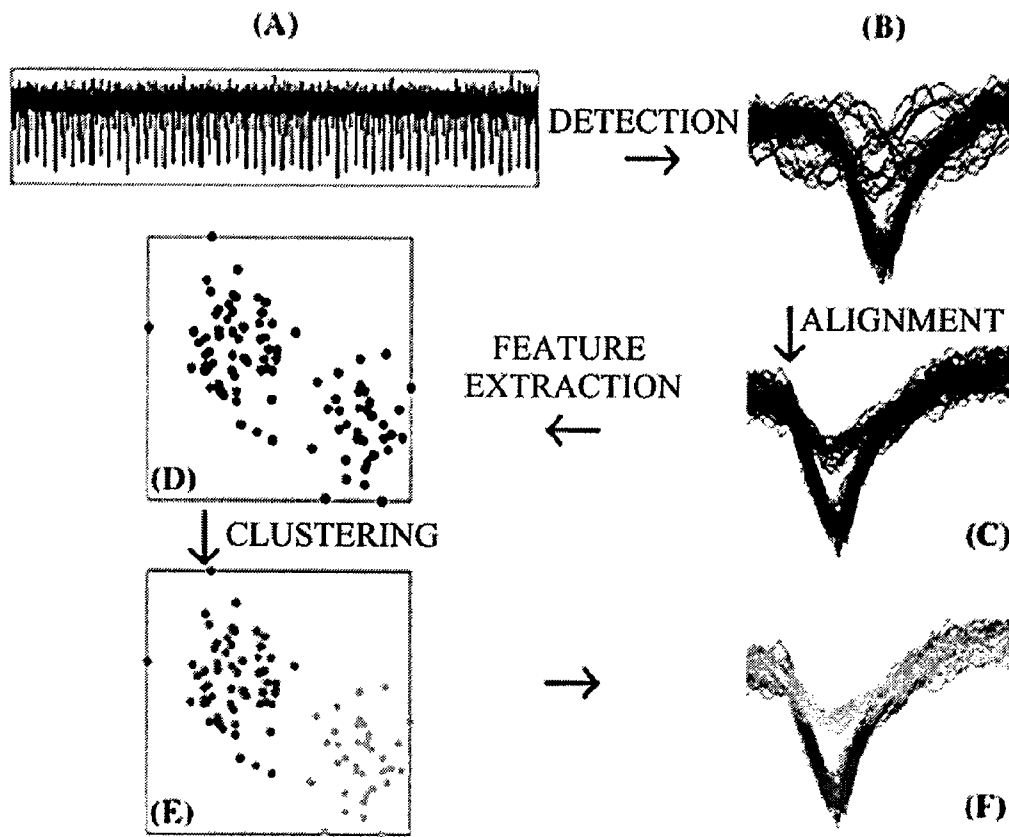 (A)
(B)
DETECTION
ALIGNMENT
FEATURE
EXTRACTION
(D)
(C)
CLUSTERING
(E)
(F)